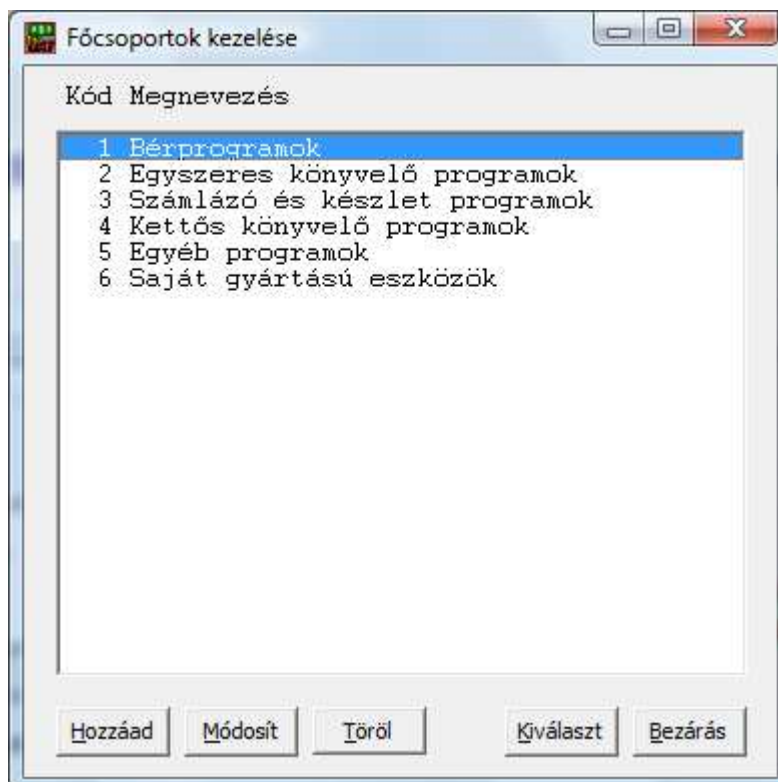 Főcsoportok kezelése
Kód Megnevezés
1 Bérprogramok
2 Egyszeres könyvelő programok
3 Számlázó és készlet programok
4 Kettős könyvelő programok
5 Egyéb programok
6 Saját gyártású eszközök
Hozzáad Módosít Töröl Kiválaszt Bezárás